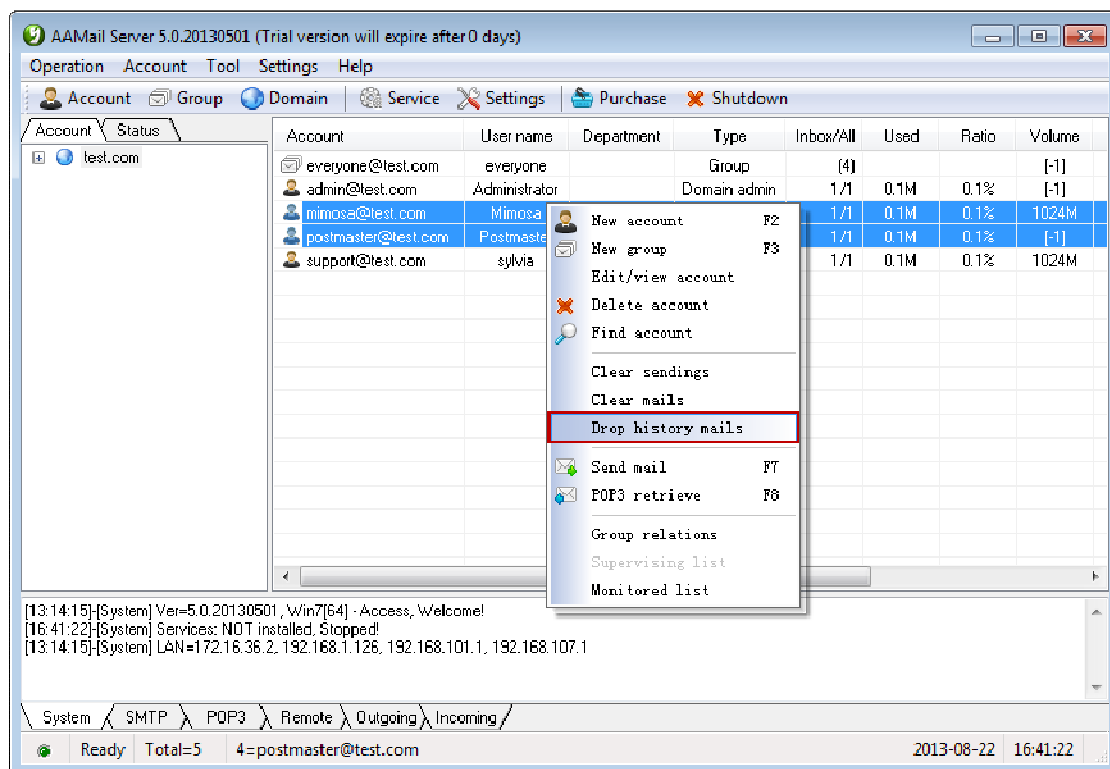 AAMail Server 5.0.20130501 (Trial version will expire after 0 days)
Operation Account Tool Settings Help
Account Group Domain Service Settings Purchase Shutdown
Account Status
test.com
Account User name Department Type Inbox/All Used Ratio Volume
everyone@test.com everyone Group [4] [-1]
admin@test.com Administrator Domain admin 1/1 0.1M 0.1% [-1]
mimosa@test.com Mimosa 1/1 0.1M 0.1% 1024M
postmaster@test.com Postmaste 1/1 0.1M 0.1% [-1]
support@test.com sylvia 1/1 0.1M 0.1% 1024M
New account F2
New group F3
Edit/view account
Delete account
Find account
Clear sendings
Clear mails
Drop history mails
Send mail F7
POP3 retrieve F8
Group relations
Supervising list
Monitored list
[13:14:15]-[System] Ver=5.0.20130501, Win7[64] - Access, Welcome!
[16:41:22]-[System] Services: NOT installed, Stopped!
[13:14:15]-[System] LAN=172.16.36.2, 192.168.1.126, 192.168.101.1, 192.168.107.1
System SMTP POP3 Remote Outgoing Incoming
Ready Total=5 4=postmaster@test.com 2013-08-22 16:41:22